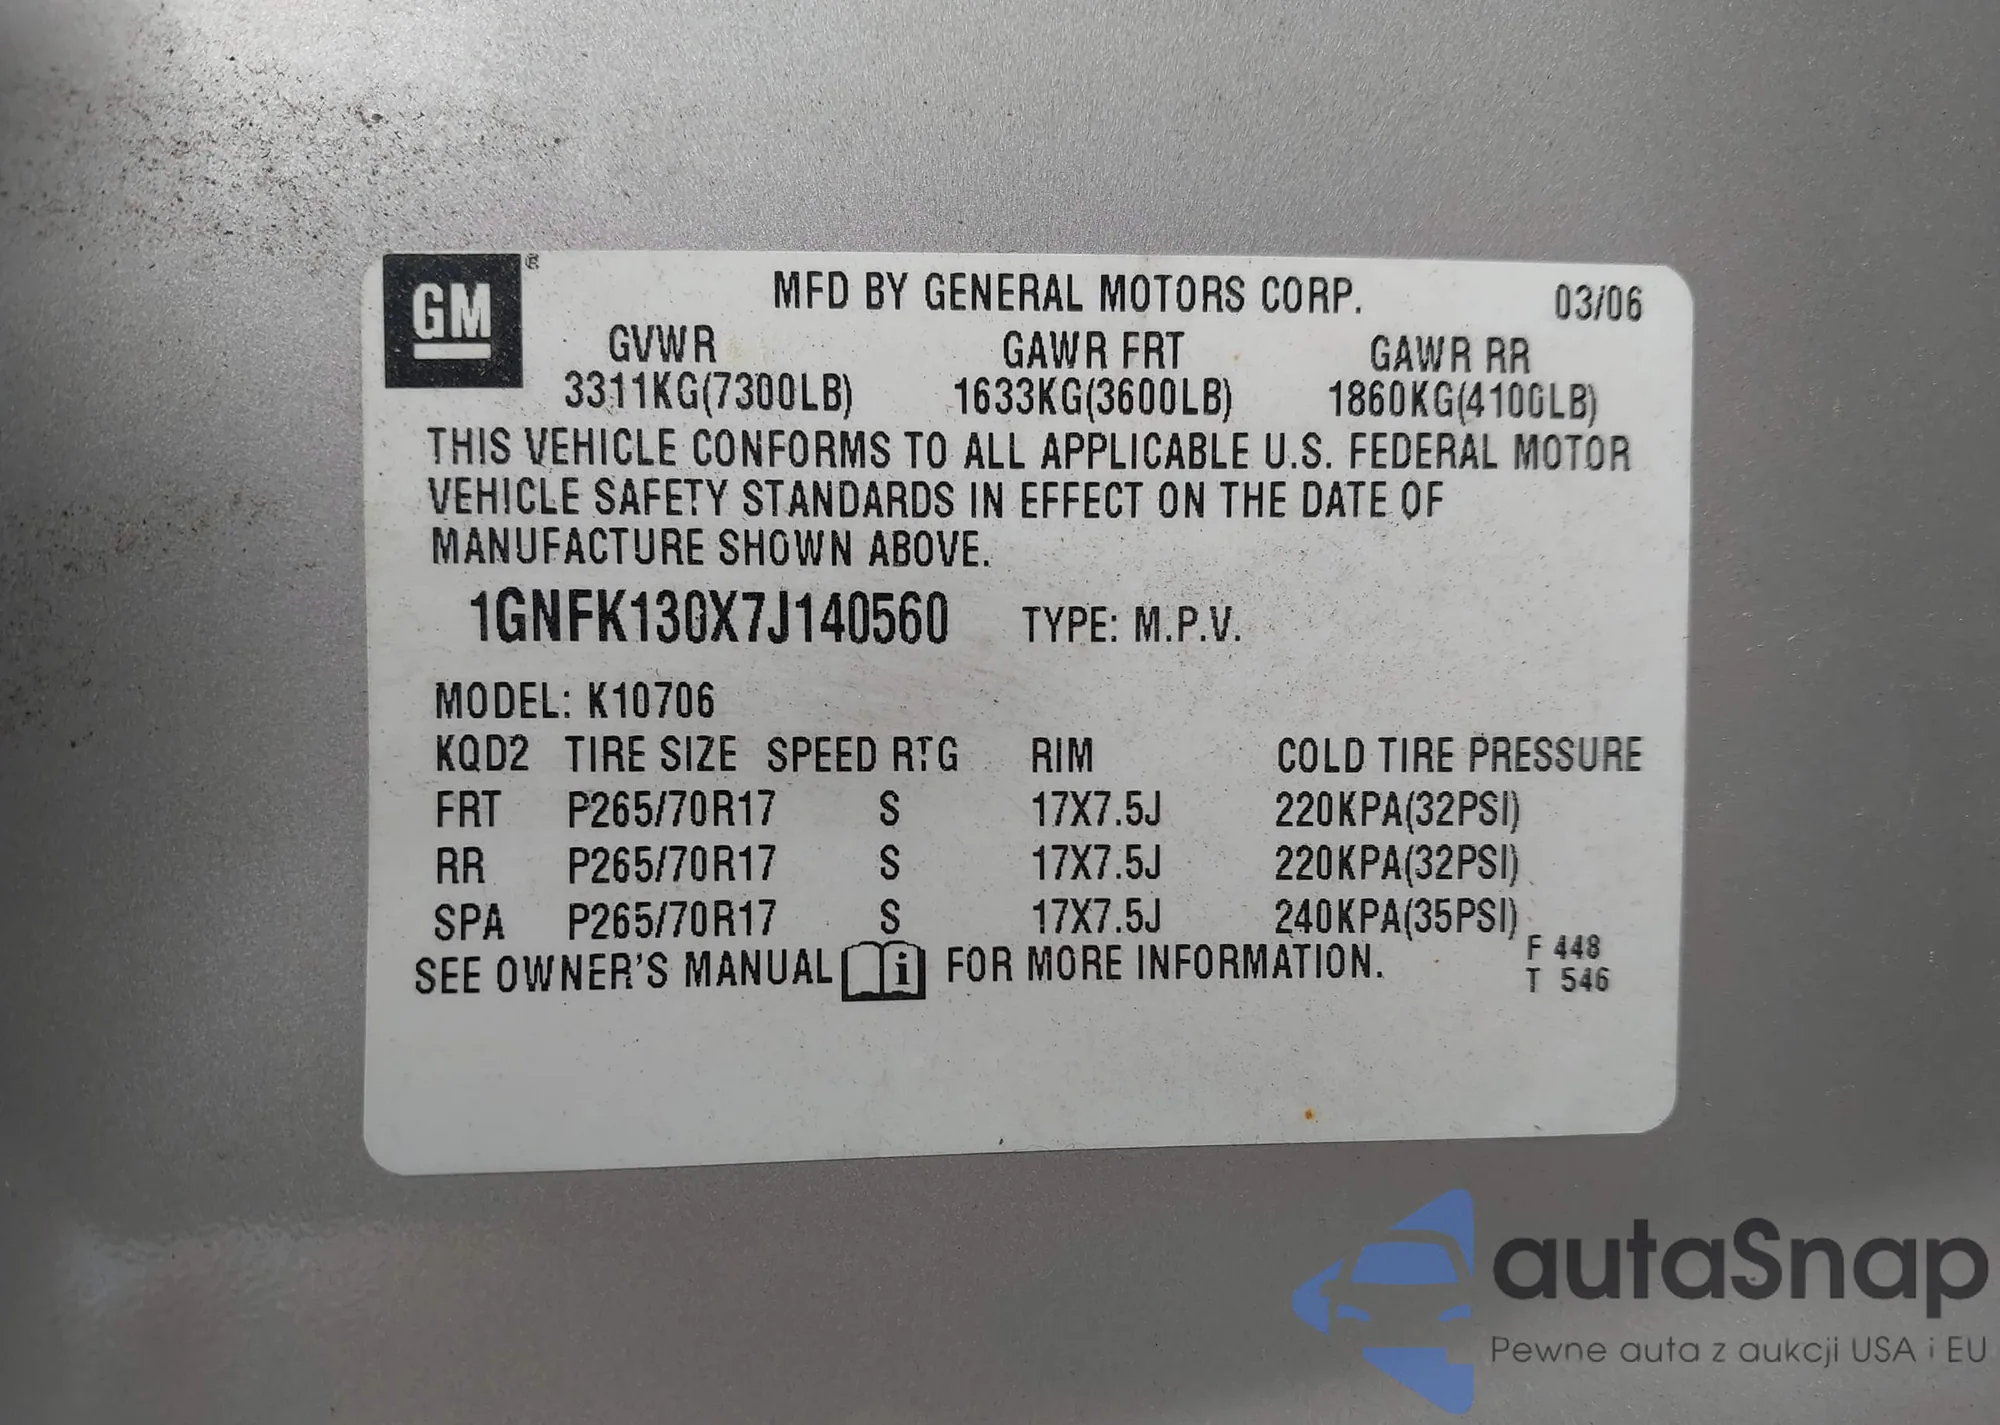 GM®
MFD BY GENERAL MOTORS CORP. 03/06
GVWR GAWR FRT GAWR RR
3311KG(7300LB) 1633KG(3600LB) 1860KG(4100LB)
THIS VEHICLE CONFORMS TO ALL APPLICABLE U.S. FEDERAL MOTOR
VEHICLE SAFETY STANDARDS IN EFFECT ON THE DATE OF
MANUFACTURE SHOWN ABOVE.
1GNFK130X7J140560 TYPE: M.P.V.
MODEL: K10706
KQD2 TIRE SIZE SPEED RTG RIM COLD TIRE PRESSURE
FRT P265/70R17 S 17X7.5J 220KPA(32PSI)
RR P265/70R17 S 17X7.5J 220KPA(32PSI)
SPA P265/70R17 S 17X7.5J 240KPA(35PSI)
F 448
SEE OWNER'S MANUAL i FOR MORE INFORMATION.
T 546
autaSnap
Pewne auta z aukcji USA i EU